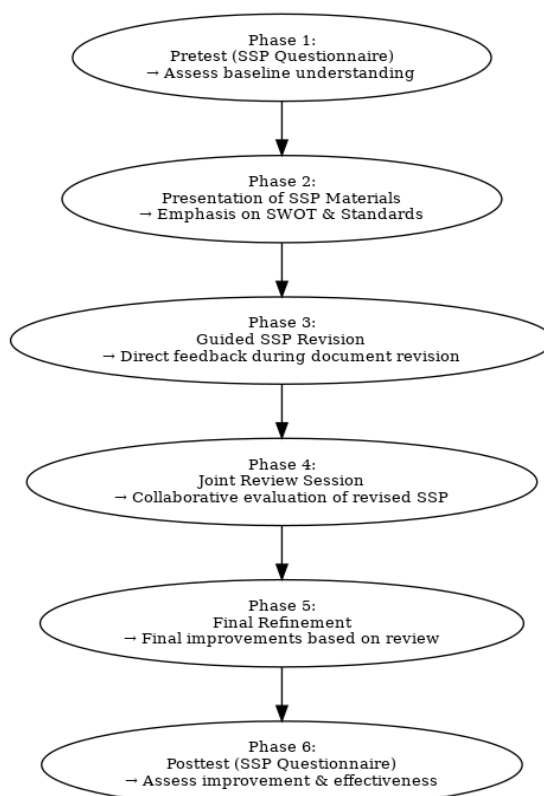 Phase 1:
Pretest (SSP Questionnaire)
→ Assess baseline understanding
Phase 2:
Presentation of SSP Materials
→ Emphasis on SWOT & Standards
Phase 3:
Guided SSP Revision
→ Direct feedback during document revision
Phase 4:
Joint Review Session
→ Collaborative evaluation of revised SSP
Phase 5:
Final Refinement
→ Final improvements based on review
Phase 6:
Posttest (SSP Questionnaire)
→ Assess improvement & effectiveness